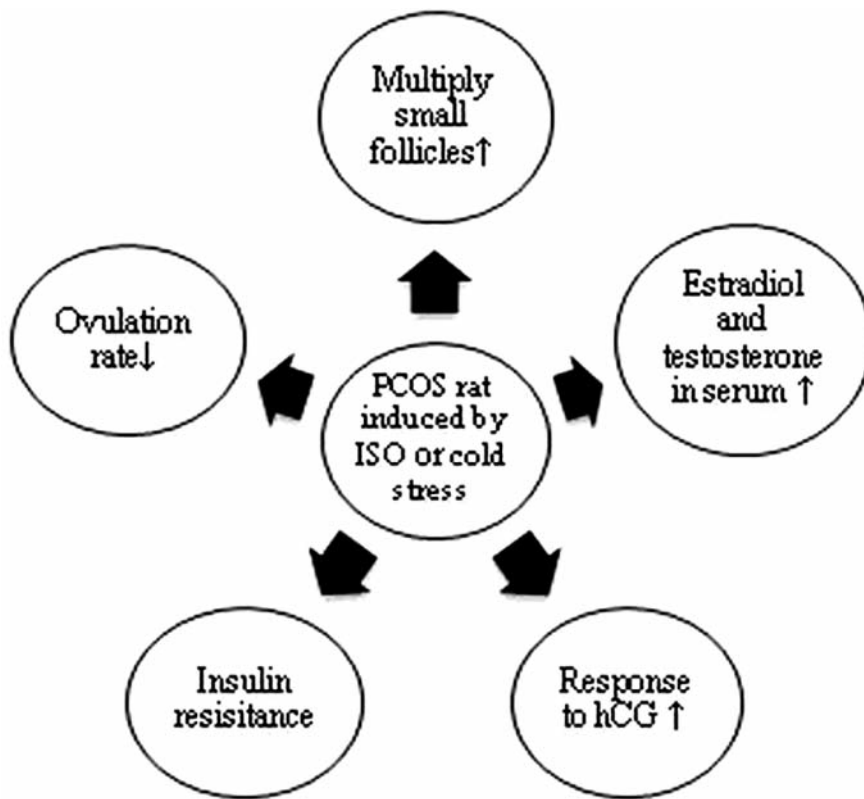 Multiply
small
follicles↑
Ovulation
rate↓
Estradiol
and
testosterone
in serum ↑
PCOS rat
induced by
ISO or cold
stress
Insulin
resisitance
Response
to hCG ↑